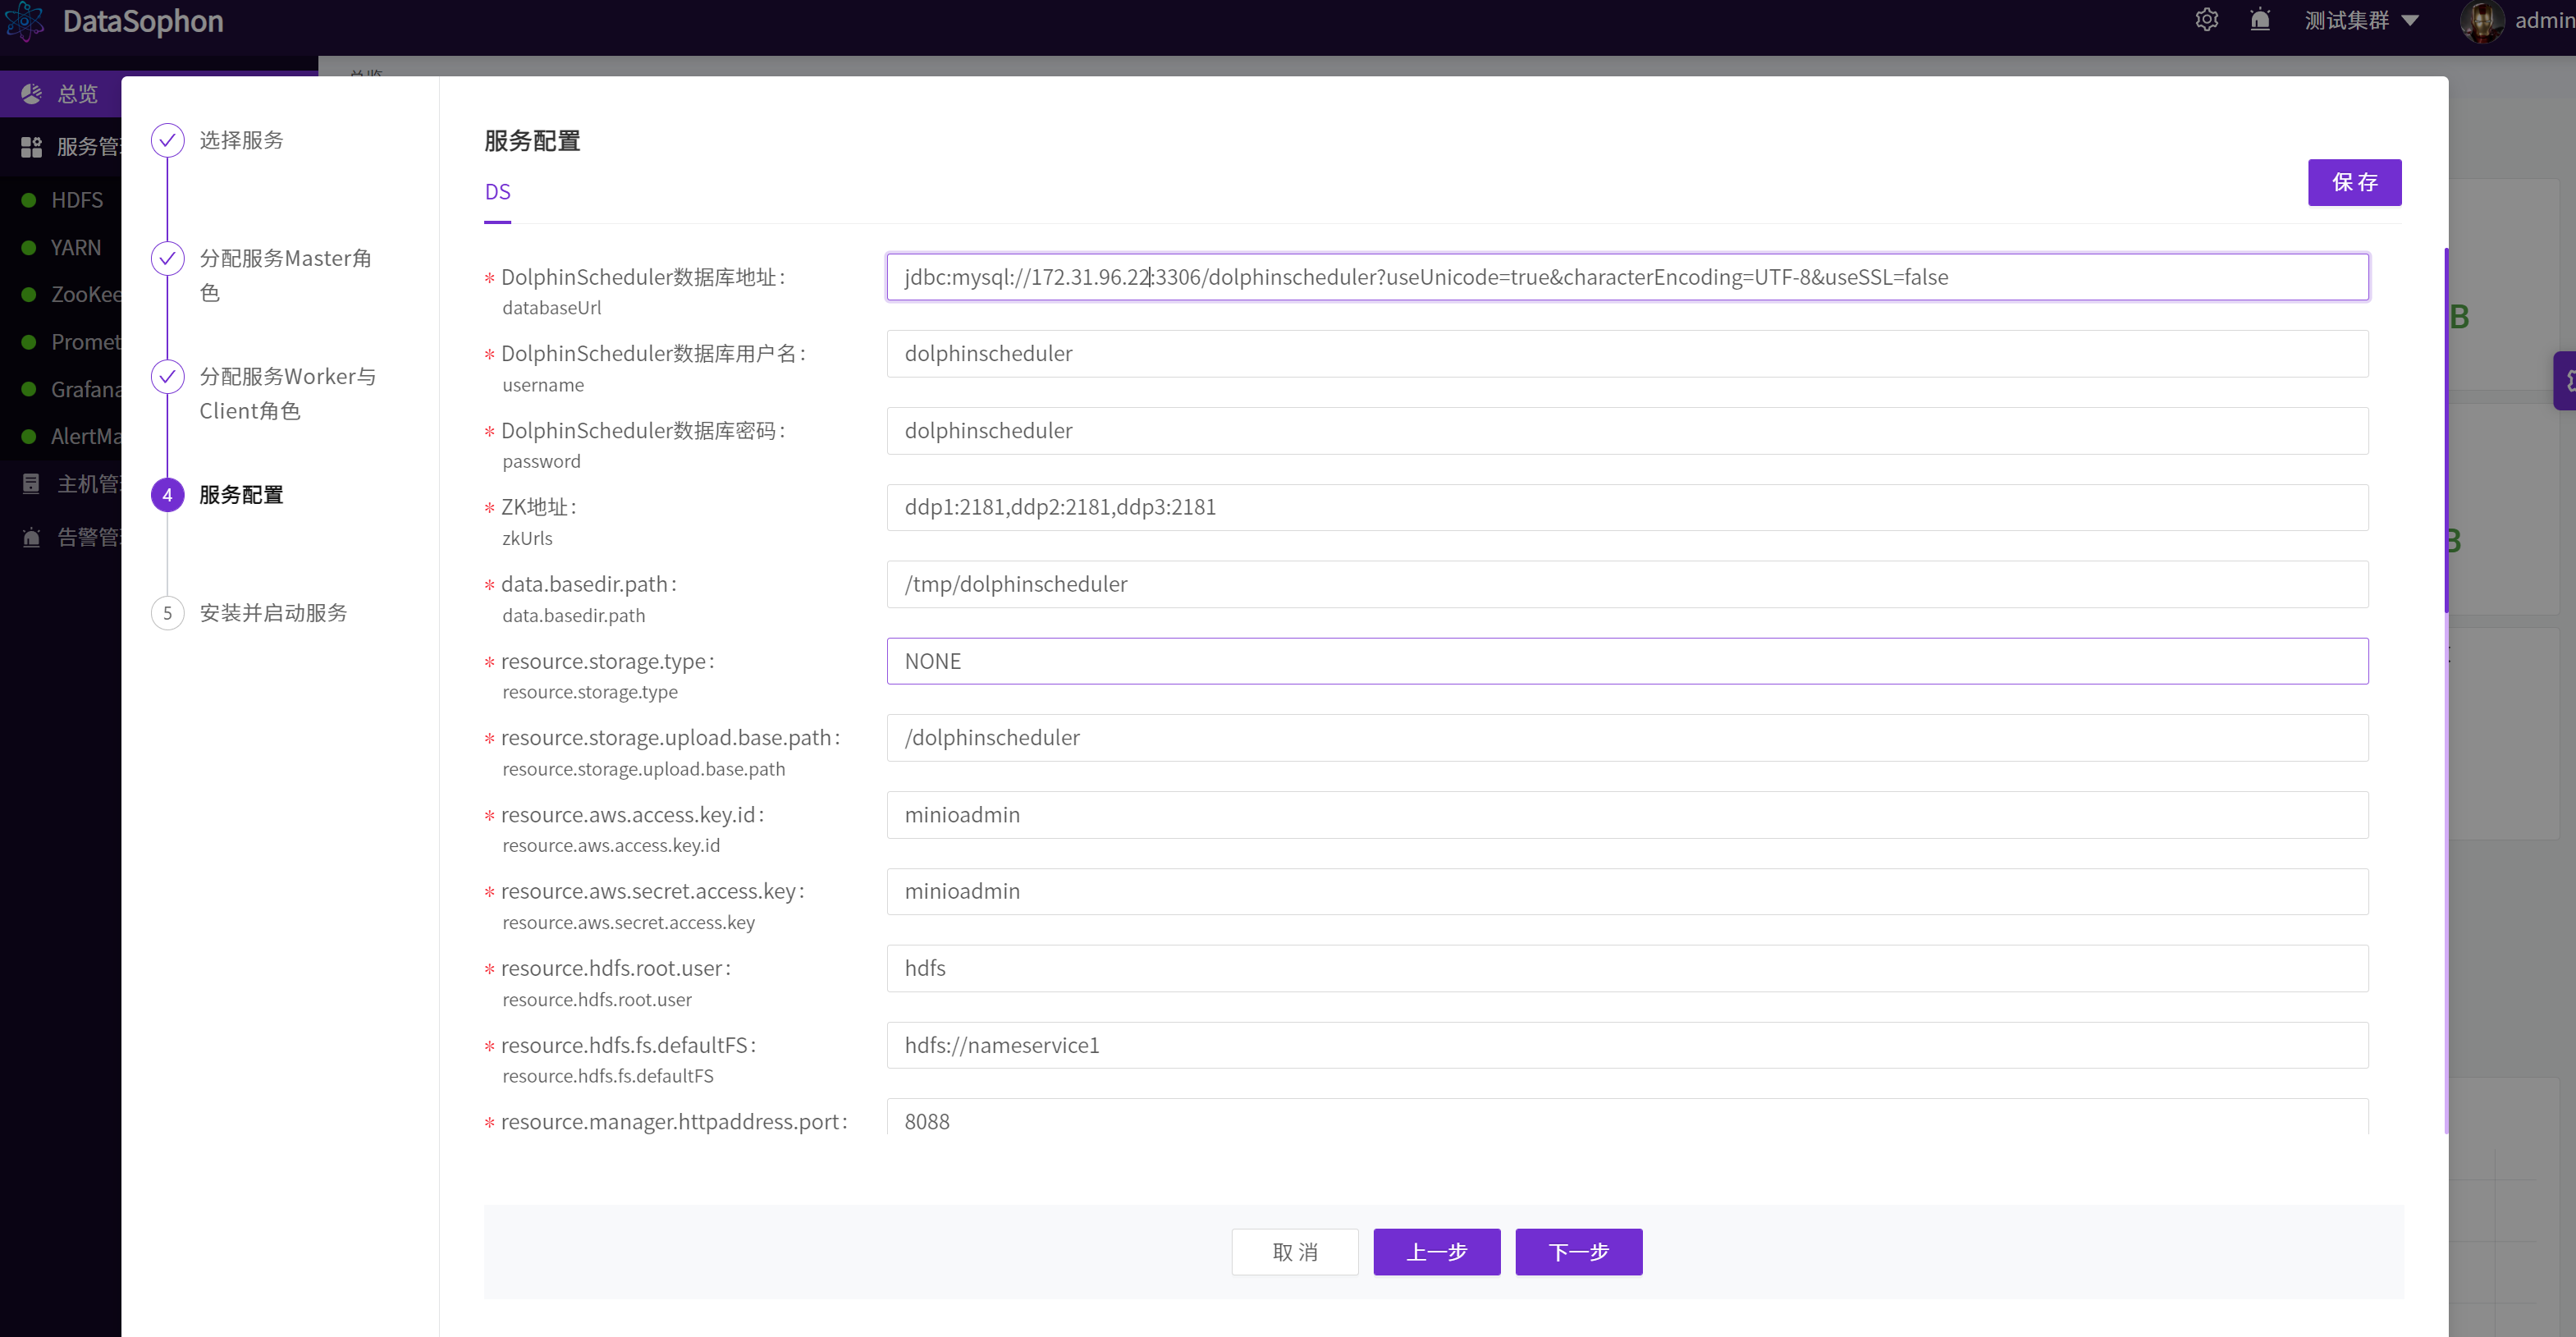 DataSophon
测试集群
admin
总览
总览
服务管
HDFS
YARN
ZooKee
Promet
Grafana
AlertMa
主机管
告警管
选择服务
分配服务Master角
色
分配服务Worker与
Client角色
4
服务配置
5
安装并启动服务
服务配置
DS
保 存
* DolphinScheduler数据库地址:
databaseUrl
jdbc:mysql://172.31.96.22:3306/dolphinscheduler?useUnicode=true&characterEncoding=UTF-8&useSSL=false
* DolphinScheduler数据库用户名:
username
dolphinscheduler
* DolphinScheduler数据库密码:
password
dolphinscheduler
* ZK地址:
zkUrls
ddp1:2181,ddp2:2181,ddp3:2181
* data.basedir.path:
data.basedir.path
/tmp/dolphinscheduler
* resource.storage.type:
resource.storage.type
NONE
* resource.storage.upload.base.path:
resource.storage.upload.base.path
/dolphinscheduler
* resource.aws.access.key.id:
resource.aws.access.key.id
minioadmin
* resource.aws.secret.access.key:
resource.aws.secret.access.key
minioadmin
* resource.hdfs.root.user:
resource.hdfs.root.user
hdfs
* resource.hdfs.fs.defaultFS:
resource.hdfs.fs.defaultFS
hdfs://nameservice1
* resource.manager.httpaddress.port:
8088
取 消
上一步
下一步
B
B